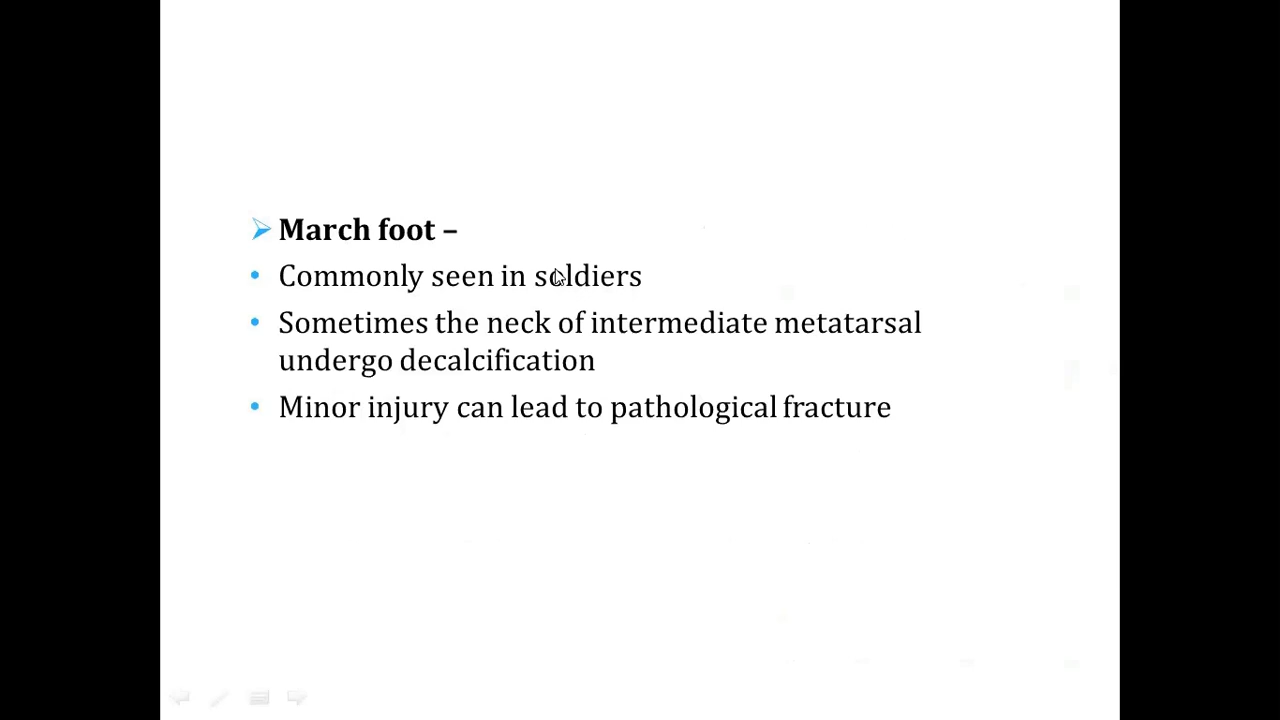 ➢ March foot –
• Commonly seen in soldiers
• Sometimes the neck of intermediate metatarsal
undergo decalcification
• Minor injury can lead to pathological fracture